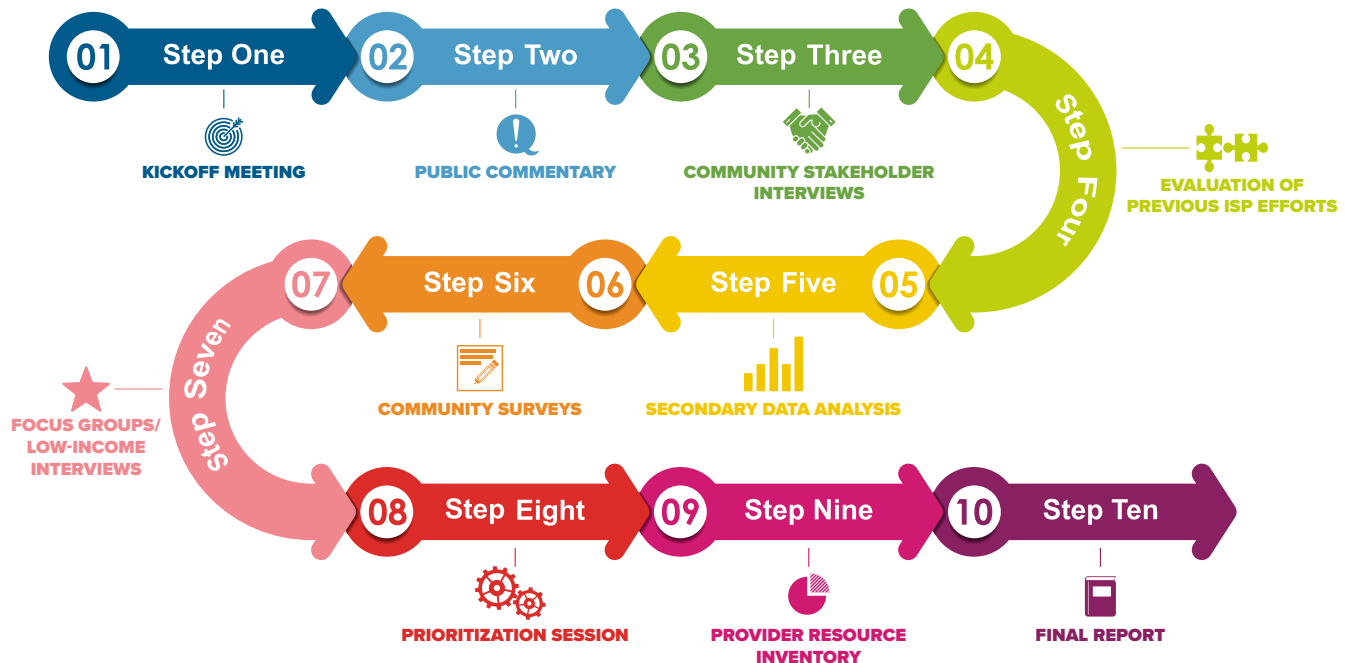 01 Step One
KICKOFF MEETING
02 Step Two
PUBLIC COMMENTARY
03 Step Three
COMMUNITY STAKEHOLDER
INTERVIEWS
04 Step Four
EVALUATION OF
PREVIOUS ISP EFFORTS
05 Step Five
SECONDARY DATA ANALYSIS
06 Step Six
COMMUNITY SURVEYS
07 Step Seven
FOCUS GROUPS/
LOW-INCOME
INTERVIEWS
08 Step Eight
PRIORITIZATION SESSION
09 Step Nine
PROVIDER RESOURCE
INVENTORY
10 Step Ten
FINAL REPORT